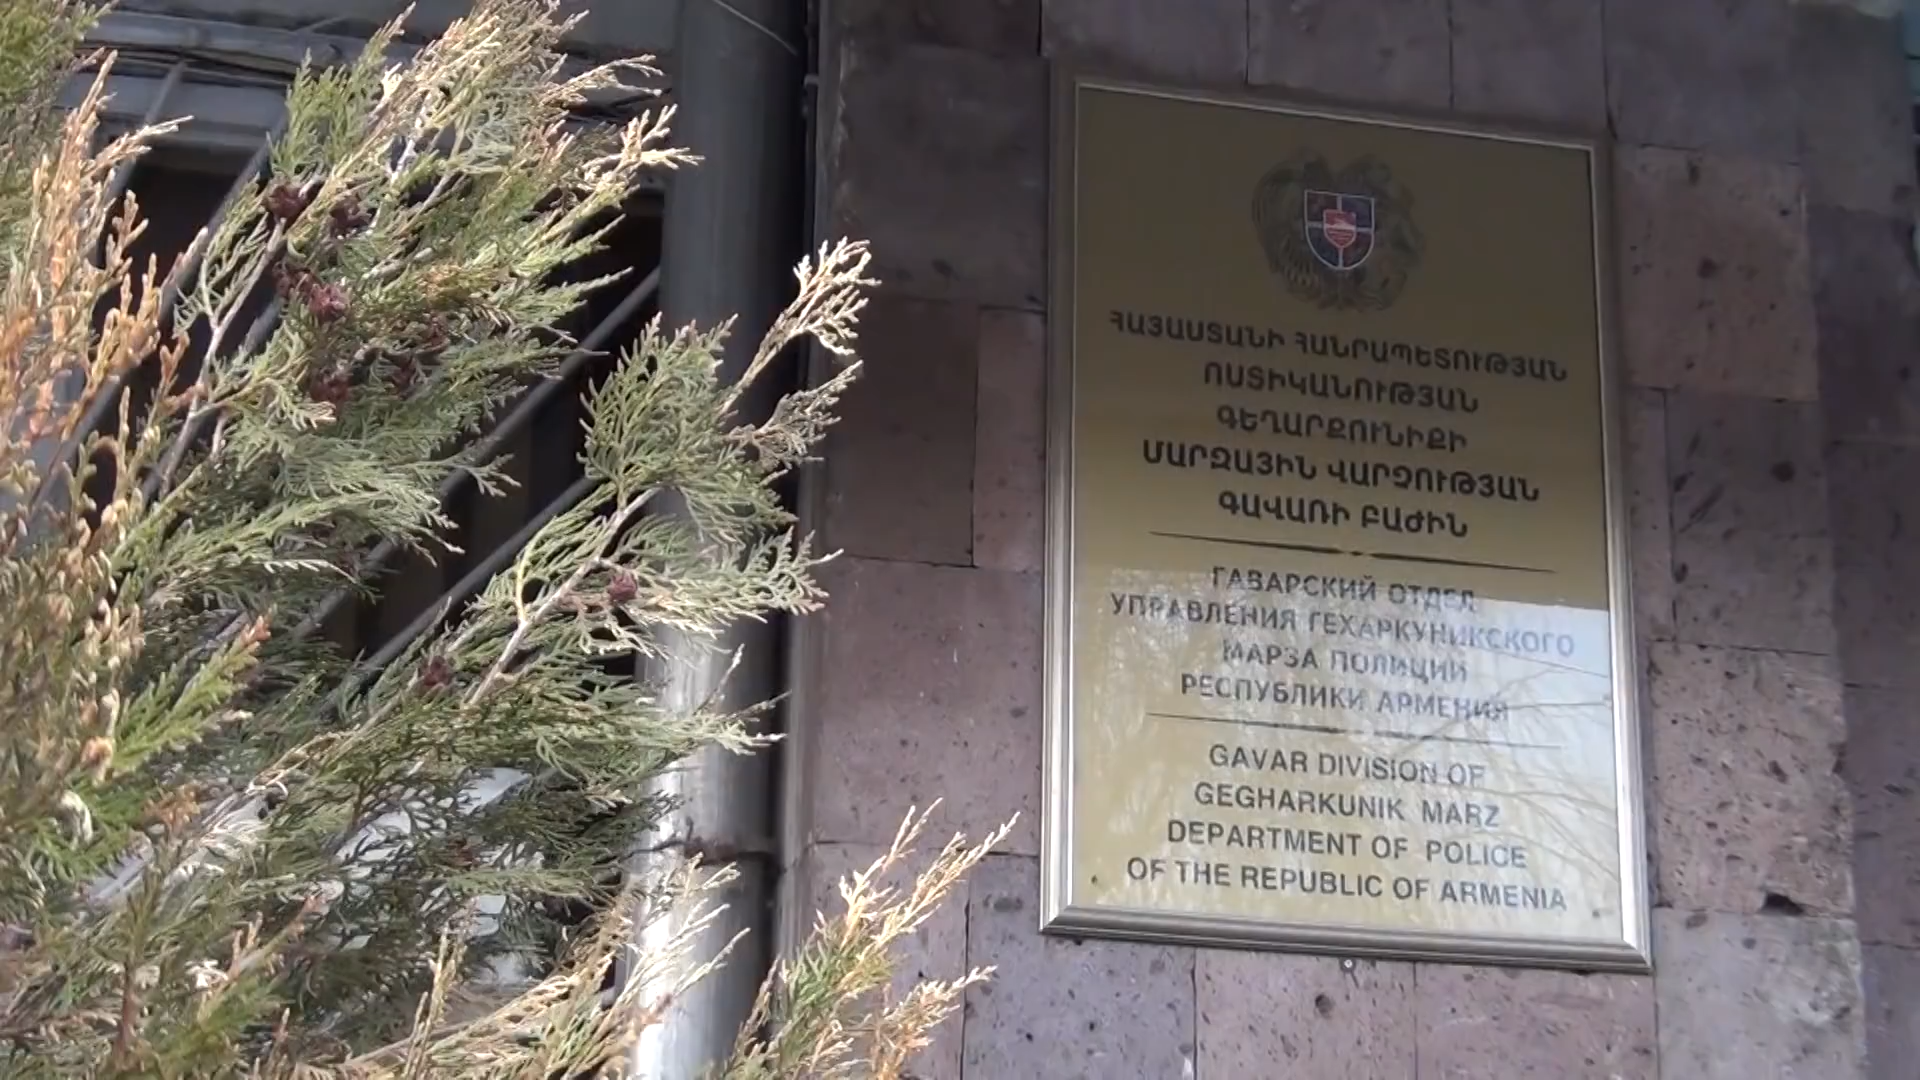 ՀԱՅԱՍՏԱՆԻ ՀԱՆՐԱՊԵՏՈՒԹՅԱՆ
ՈՍՏԻԿԱՆՈՒԹՅԱՆ
ԳԵՂԱՐՔՈՒՆԻՔԻ
ՄԱՐԶԱՅԻՆ ՎԱՐՉՈՒԹՅԱՆ
ԳԱՎԱՌԻ ԲԱԺԻՆ
ГАВАРСКИЙ ОТДЕЛ
УПРАВЛЕНИЯ ГЕХАРКУНИКСКОГО
МАРЗА ПОЛИЦИИ
РЕСПУБЛИКИ АРМЕНИЯ
GAVAR DIVISION OF
GEGHARKUNIK MARZ
DEPARTMENT OF POLICE
OF THE REPUBLIC OF ARMENIA